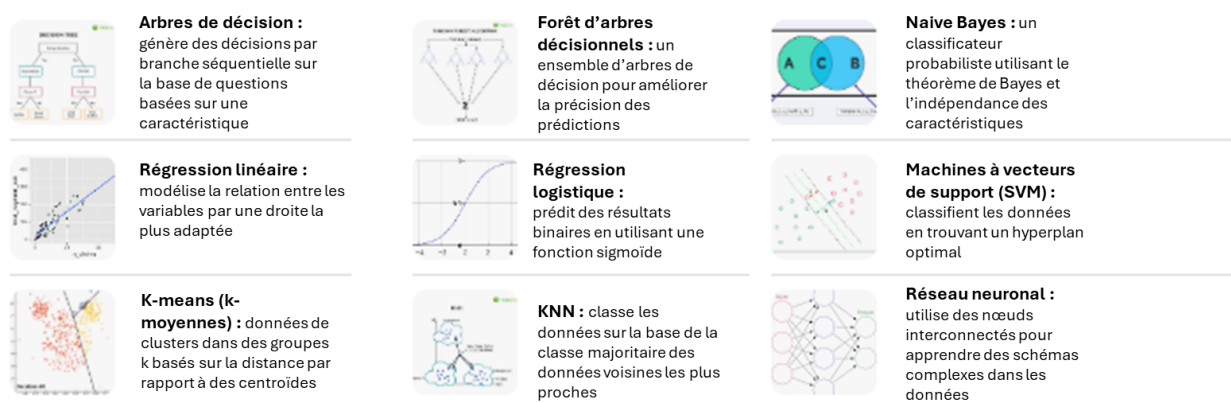 Arbres de décision :
génère des décisions par
branche séquentielle sur
la base de questions
basées sur une
caractéristique
Forêt d’arbres
décisionnels : un
ensemble d’arbres de
décision pour améliorer
la précision des
prédictions
Naive Bayes : un
classificateur
probabiliste utilisant le
théorème de Bayes et
l’indépendance des
caractéristiques
A C B
Régression linéaire :
modélise la relation entre les
variables par une droite la
plus adaptée
Régression
logistique :
prédit des résultats
binaires en utilisant une
fonction sigmoïde
-4 -2 0 2 4
Machines à vecteurs
de support (SVM) :
classifient les données
en trouvant un hyperplan
optimal
K-means (k-
moyennes) : données de
clusters dans des groupes
k basés sur la distance par
rapport à des centroïdes
KNN : classe les
données sur la base de la
classe majoritaire des
données voisines les plus
proches
Réseau neuronal :
utilise des nœuds
interconnectés pour
apprendre des schémas
complexes dans les
données